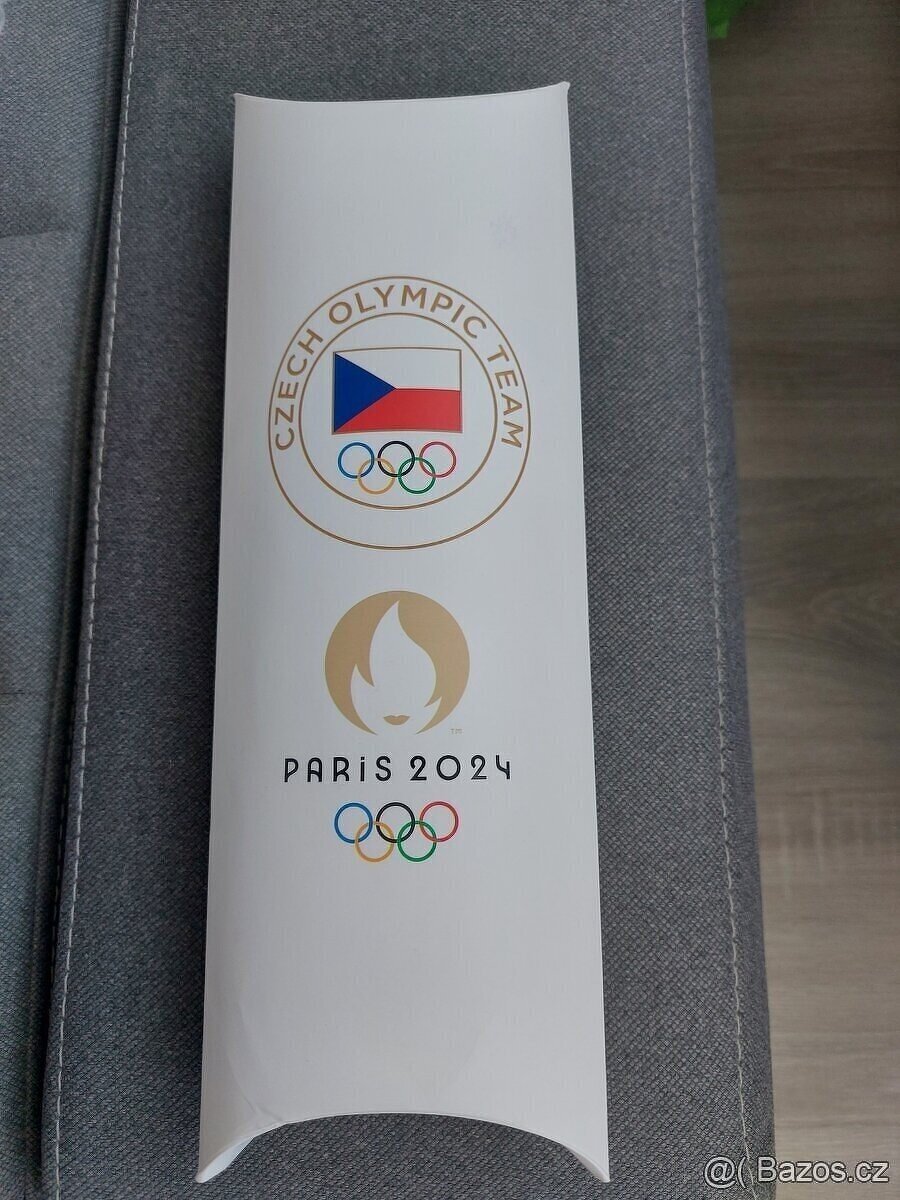 CZECH OLYMPIC TEAM
TM
PARiS 2024
@( Bazos.cz